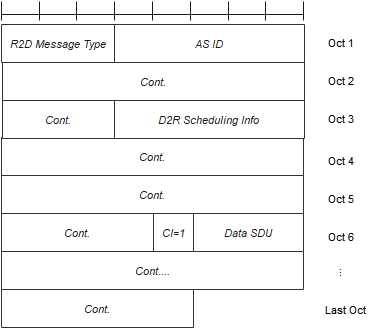 R2D Message Type AS ID Oct 1
Cont. Oct 2
Cont. D2R Scheduling Info Oct 3
Cont. Oct 4
Cont. Oct 5
Cont. CI=1 Data SDU Oct 6
Cont.... ...
Cont. Last Oct